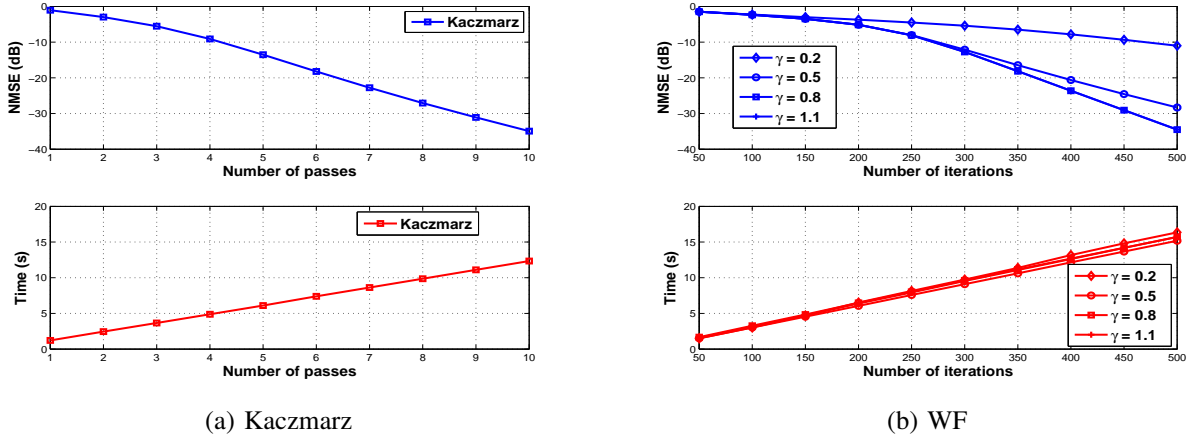 0
−10
−20
−30
−40
NMSE (dB)
Kaczmarz
1 2 3 4 5 6 7 8 9 10
Number of passes
20
15
10
5
0
Time (s)
Kaczmarz
1 2 3 4 5 6 7 8 9 10
Number of passes
(a) Kaczmarz
0
−10
−20
−30
−40
NMSE (dB)
γ = 0.2
γ = 0.5
γ = 0.8
γ = 1.1
50 100 150 200 250 300 350 400 450 500
Number of iterations
20
15
10
5
0
Time (s)
γ = 0.2
γ = 0.5
γ = 0.8
γ = 1.1
50 100 150 200 250 300 350 400 450 500
Number of iterations
(b) WF